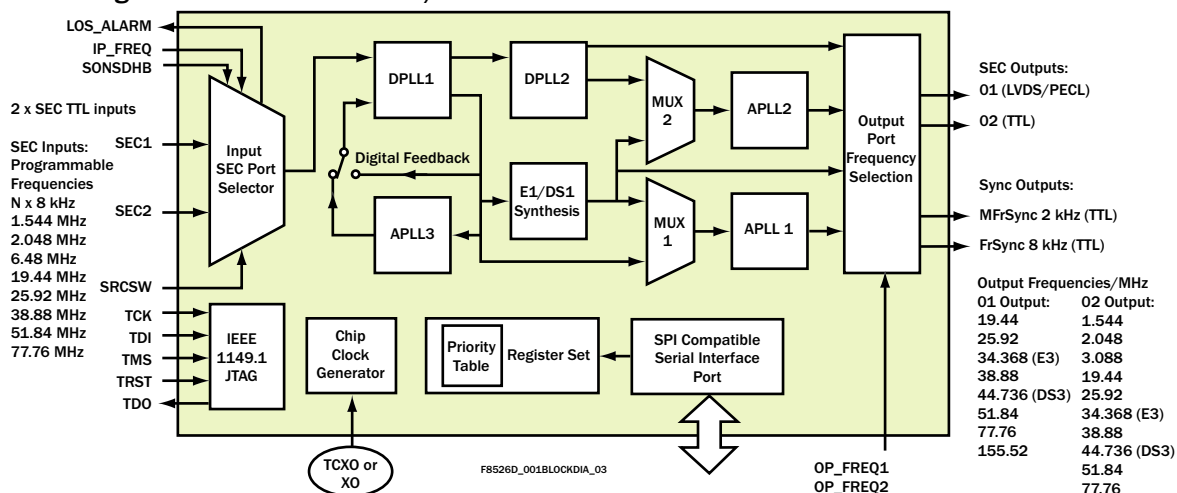 LOS_ALARM
IP_FREQ
SONSDHB
2 x SEC TTL inputs
SEC Inputs:
Programmable
Frequencies
N x 8 kHz
1.544 MHz
2.048 MHz
6.48 MHz
19.44 MHz
25.92 MHz
38.88 MHz
51.84 MHz
77.76 MHz
SEC1
SEC2
SRCSW
TCK
TDI
TMS
TRST
TDO
Input
SEC Port
Selector
DPLL1
DPLL2
Digital Feedback
APLL3
E1/DS1
Synthesis
MUX
2
MUX
1
APLL2
APLL 1
Output
Port
Frequency
Selection
IEEE
1149.1
JTAG
Chip
Clock
Generator
Priority
Table
Register Set
SPI Compatible
Serial Interface
Port
TCXO or
XO
F8526D_001BLOCKDIA_03
OP_FREQ1
OP_FREQ2
SEC Outputs:
01 (LVDS/PECL)
02 (TTL)
Sync Outputs:
MFrSync 2 kHz (TTL)
FrSync 8 kHz (TTL)
Output Frequencies/MHz
01 Output: 02 Output:
19.44 1.544
25.92 2.048
34.368 (E3) 3.088
38.88 19.44
44.736 (DS3) 25.92
51.84 34.368 (E3)
77.76 38.88
155.52 44.736 (DS3)
51.84
77.76